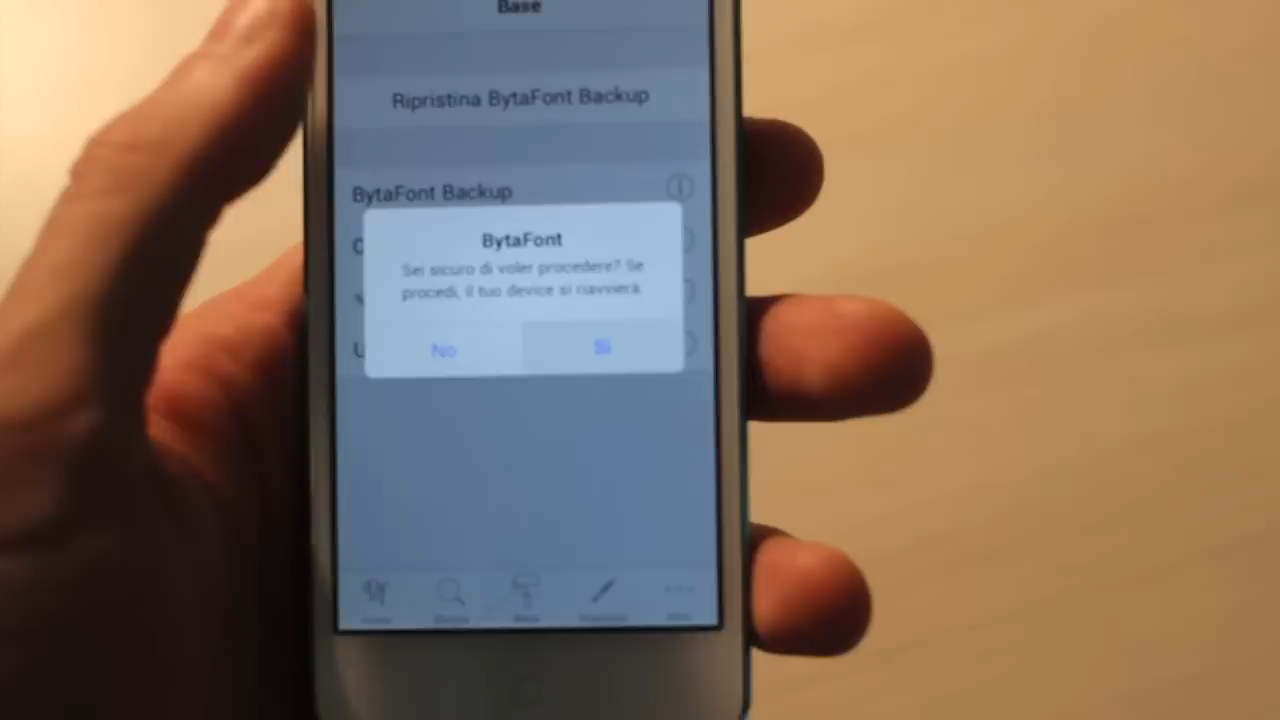 Base
Ripristina BytaFont Backup
BytaFont Backup
BytaFont
Sei sicuro di voler procedere? Se
procedi, il tuo device si riavvierà.
No
Sì